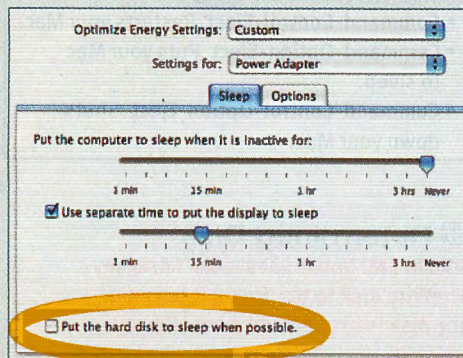 Optimize Energy Settings: Custom
Settings for: Power Adapter
Sleep Options
Put the computer to sleep when it is inactive for:
1 min 15 min 1 hr 3 hrs Never
Use separate time to put the display to sleep
1 min 15 min 1 hr 3 hrs Never
Put the hard disk to sleep when possible.